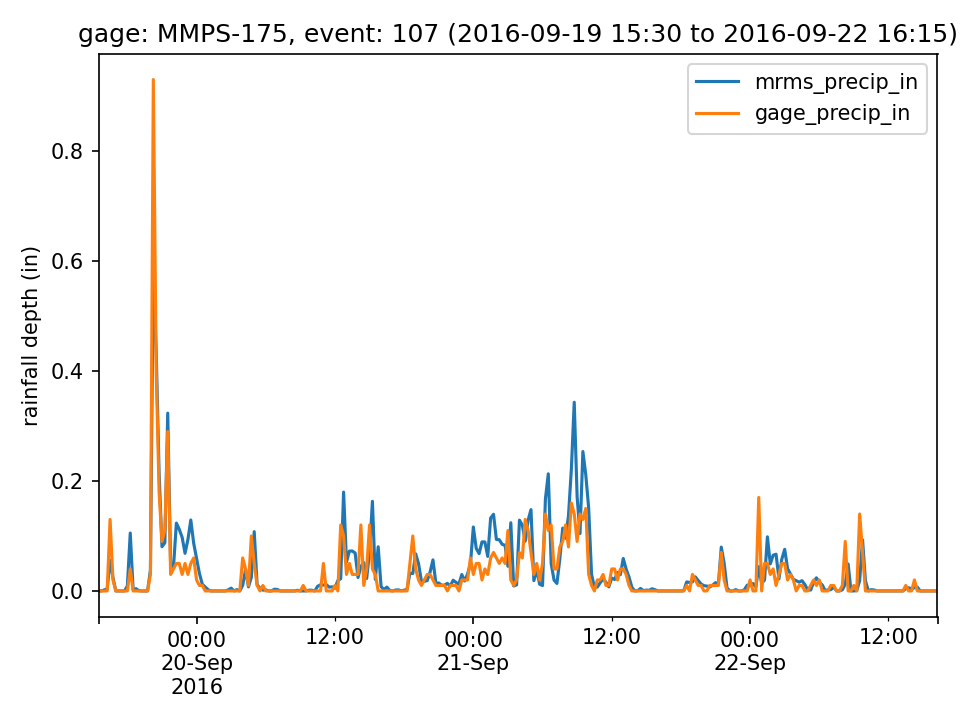 gage: MMPS-175, event: 107 (2016-09-19 15:30 to 2016-09-22 16:15)
mrms_precip_in
gage_precip_in
rainfall depth (in)
0.8
0.6
0.4
0.2
0.0
00:00 12:00 00:00 12:00 00:00 12:00
20-Sep 21-Sep 22-Sep
2016